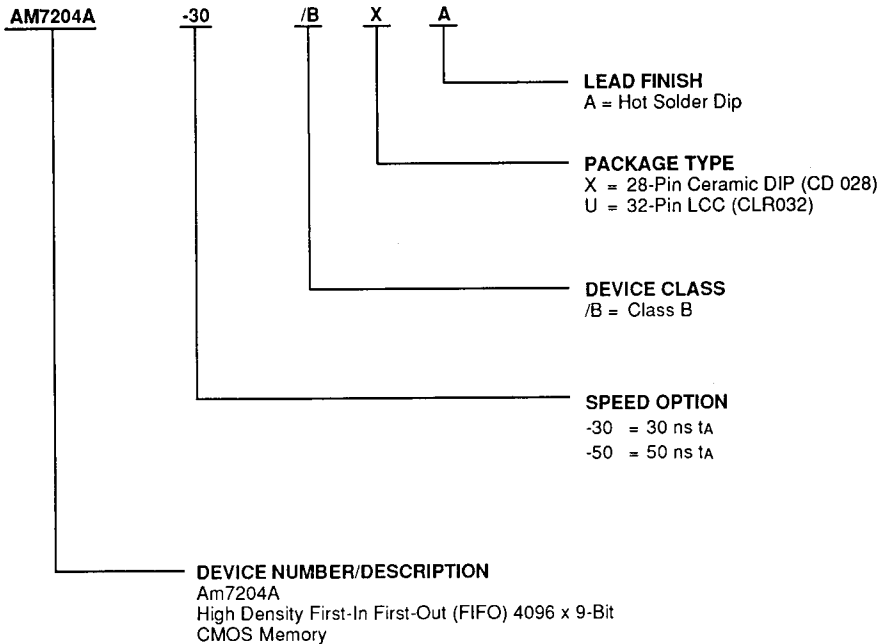 AM7204A -30 /B X A
LEAD FINISH
A = Hot Solder Dip
PACKAGE TYPE
X = 28-Pin Ceramic DIP (CD 028)
U = 32-Pin LCC (CLR032)
DEVICE CLASS
/B = Class B
SPEED OPTION
-30 = 30 ns tA
-50 = 50 ns tA
DEVICE NUMBER/DESCRIPTION
Am7204A
High Density First-In First-Out (FIFO) 4096 x 9-Bit
CMOS Memory